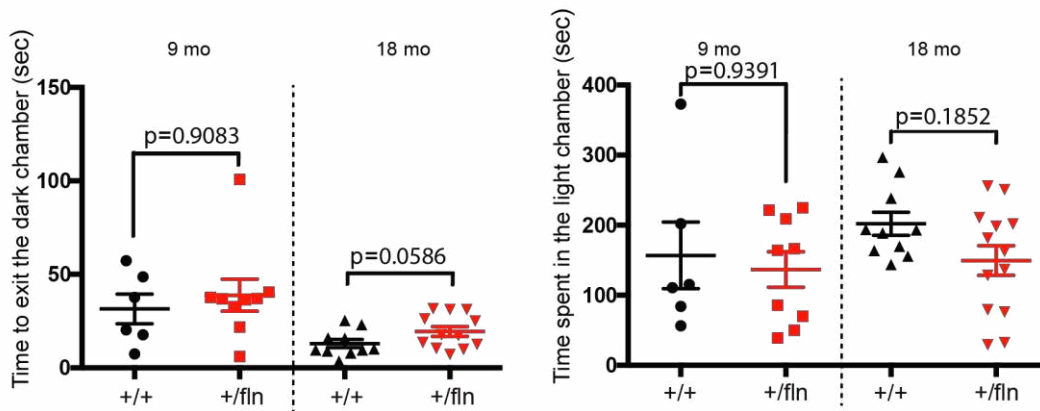 Time to exit the dark chamber (sec)
9 mo
18 mo
150
100
50
0
p=0.9083
p=0.0586
+/+
+/fln
+/+
+/fln
Time spent in the light chamber (sec)
9 mo
18 mo
400
300
200
100
0
p=0.9391
p=0.1852
+/+
+/fln
+/+
+/fln